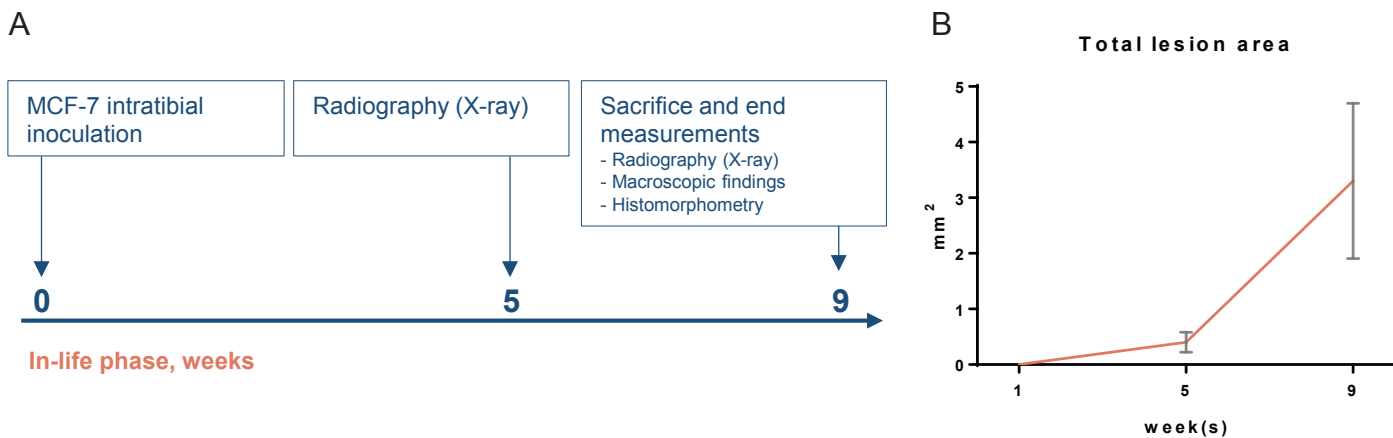 A
MCF-7 intratibial
inoculation
Radiography (X-ray)
Sacrifice and end
measurements
- Radiography (X-ray)
- Macroscopic findings
- Histomorphometry
0
5
9
In-life phase, weeks
B
Total lesion area
5
4
3
2
1
0
mm²
1
5
9
week(s)